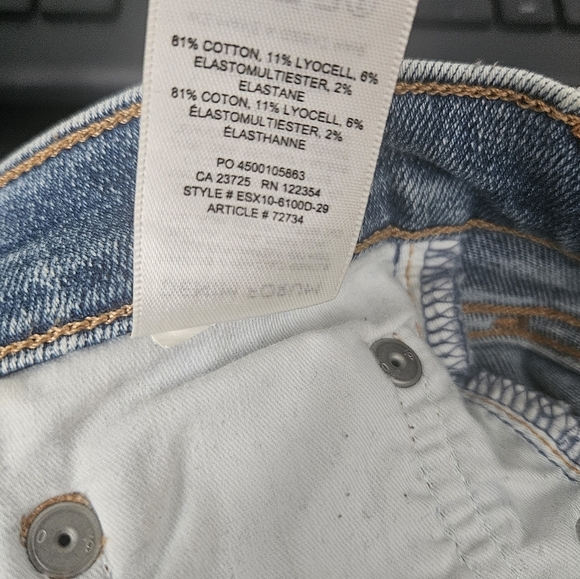 81% COTTON, 11% LYOCELL, 6%
ELASTOMULTIESTER, 2%
ELASTANE
81% COTON, 11% LYOCELL, 6%
ÉLASTOMULTIESTER, 2%
ÉLASTHANNE
PO 4500105863
CA 23725 RN 122354
STYLE # ESX10-6100D-29
ARTICLE # 72734